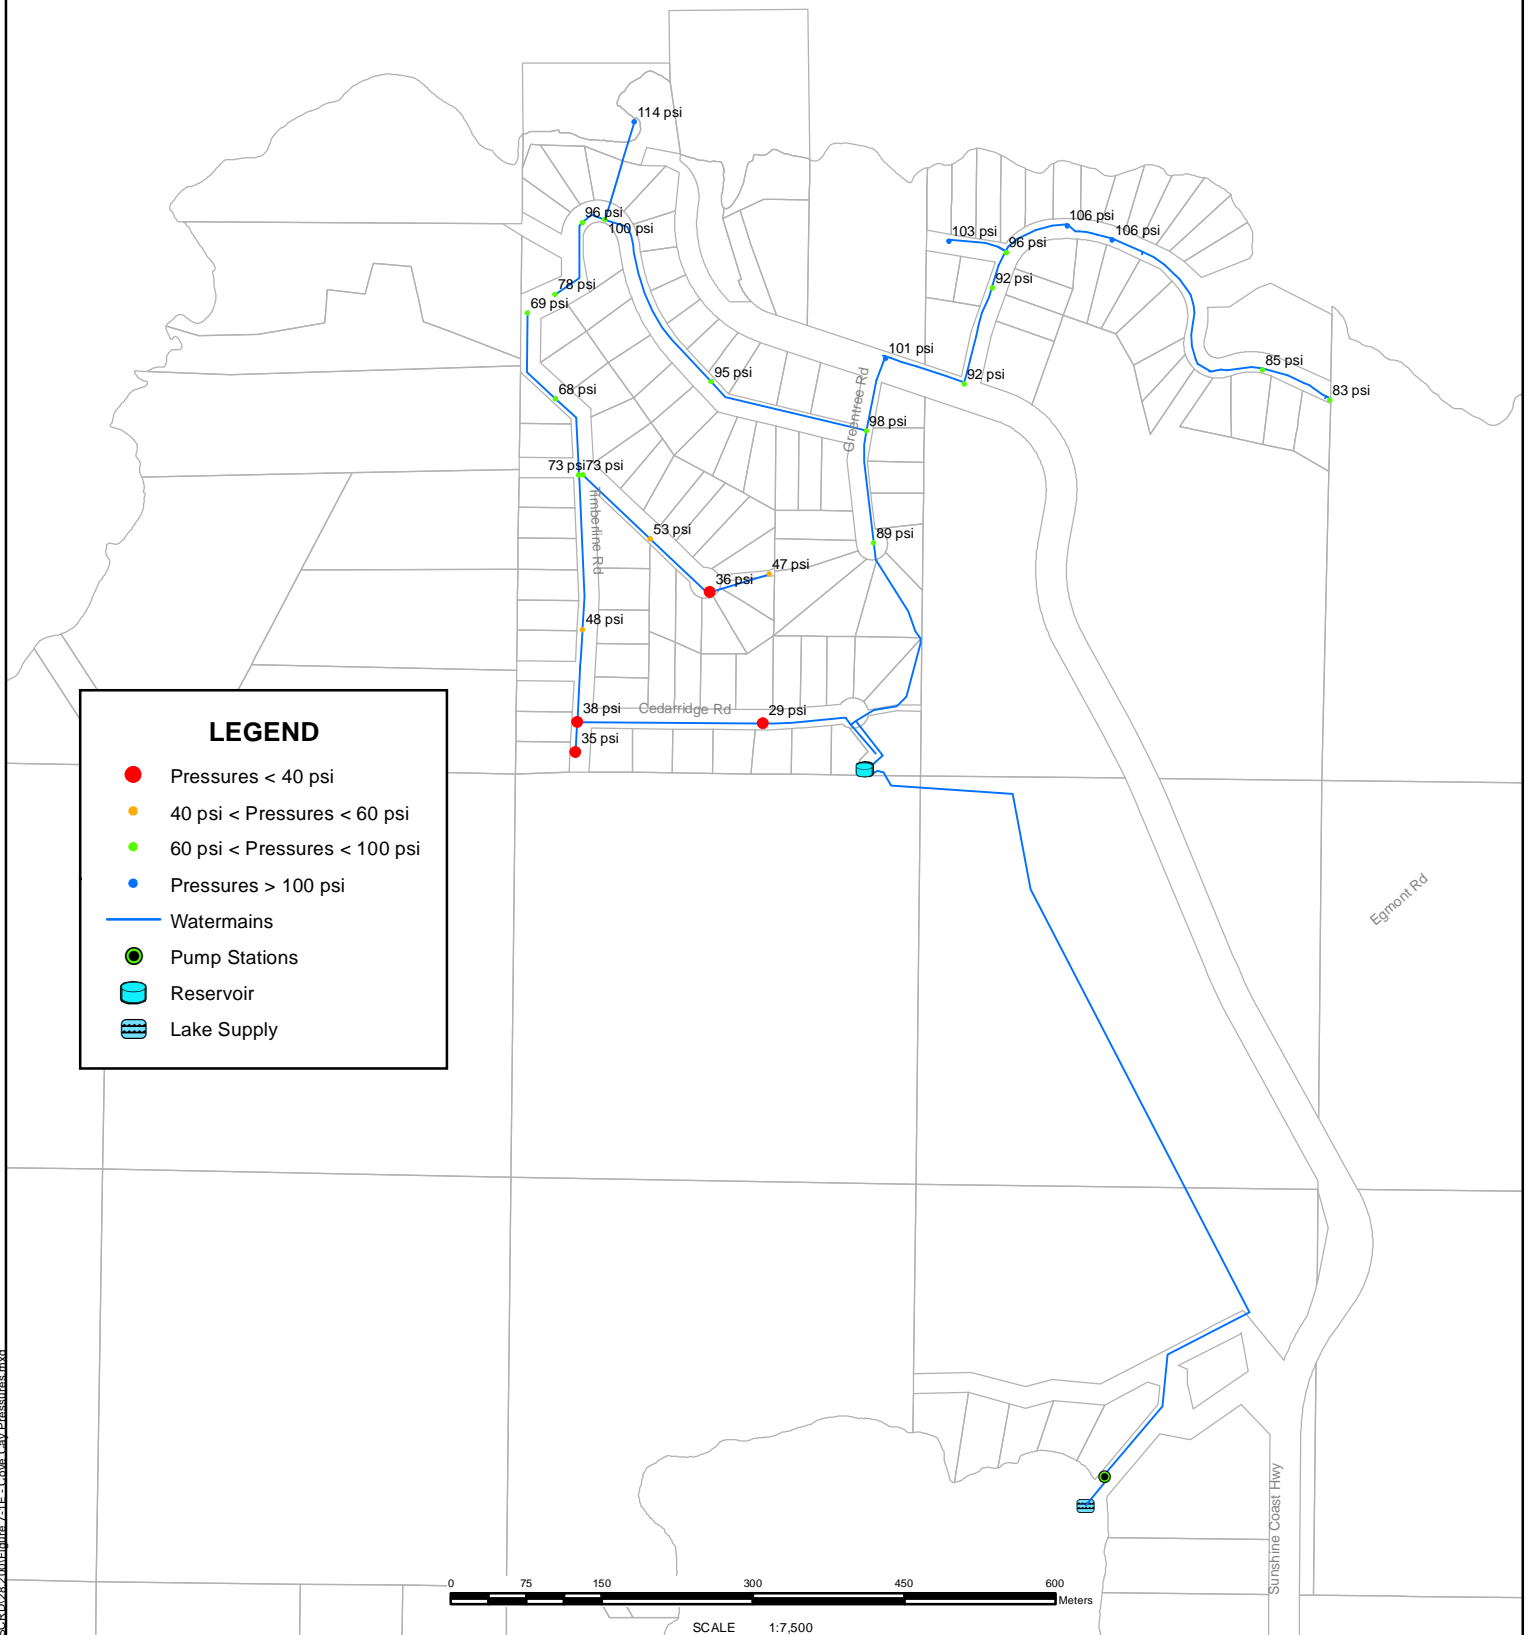 114 psi
96 psi
100 psi
106 psi
103 psi
106 psi
96 psi
78 psi
92 psi
69 psi
101 psi
85 psi
95 psi
92 psi
68 psi
83 psi
Greentree Rd
98 psi
73 psi
73 psi
Timberline Rd
53 psi
89 psi
47 psi
36 psi
48 psi
Cedarridge Rd
38 psi
29 psi
35 psi
LEGEND
Pressures < 40 psi
40 psi < Pressures < 60 psi
60 psi < Pressures < 100 psi
Pressures > 100 psi
Watermains
Pump Stations
Reservoir
Lake Supply
Egmont Rd
Sunshine Coast Hwy
0 75 150 300 450 600
Meters
SCALE 1:7,500
Cove Cay Pressures.mxd